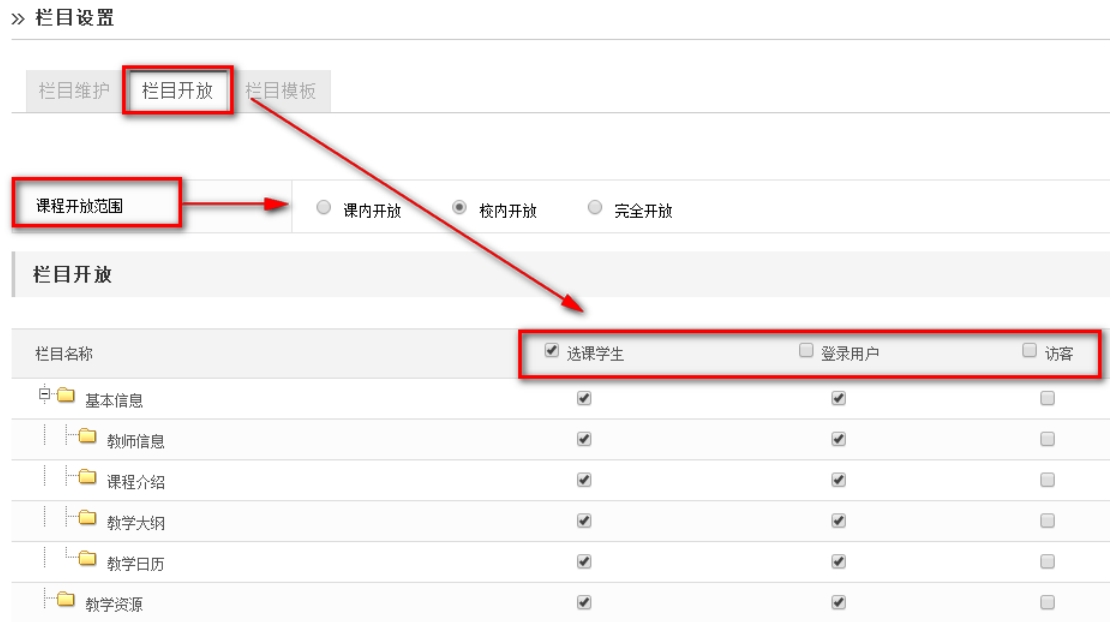 » 栏目设置
栏目维护 栏目开放 栏目模板
课程开放范围 课内开放 校内开放 完全开放
栏目开放
栏目名称 选课学生 登录用户 访客
基本信息
教师信息
课程介绍
教学大纲
教学日历
教学资源